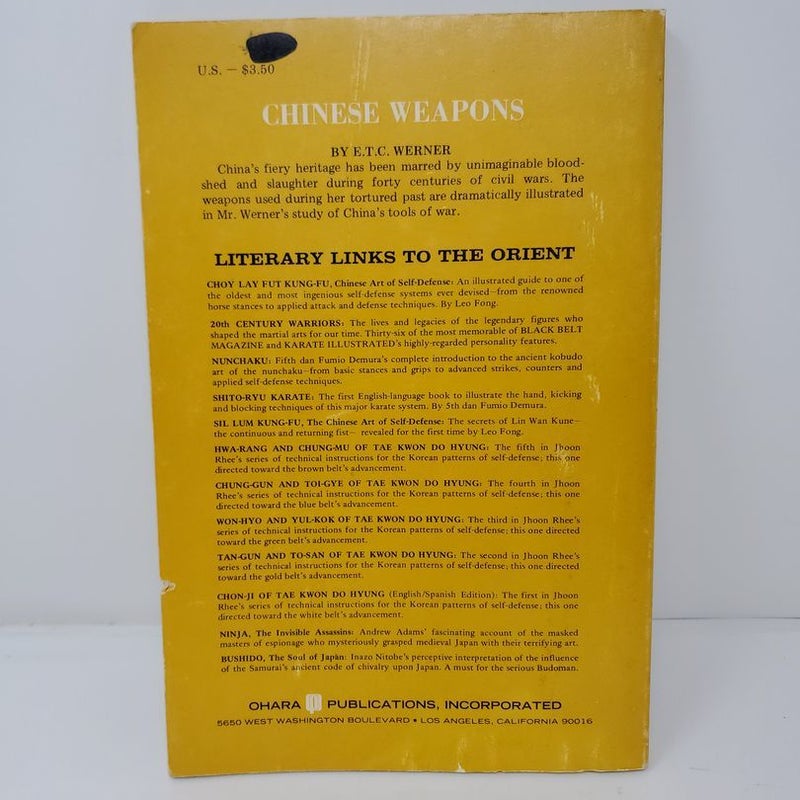 U.S. — $3.50
CHINESE WEAPONS
BY E.T.C. WERNER
China's fiery heritage has been marred by unimaginable blood-
shed and slaughter during forty centuries of civil wars. The
weapons used during her tortured past are dramatically illustrated
in Mr. Werner's study of China's tools of war.
LITERARY LINKS TO THE ORIENT
CHOY LAY FUT KUNG-FU, Chinese Art of Self-Defense: An illustrated guide to one of
the oldest and most ingenious self-defense systems ever devised—from the renowned
horse stances to applied attack and defense techniques. By Leo Fong.
20th CENTURY WARRIORS: The lives and legacies of the legendary figures who
shaped the martial arts for our time. Thirty-six of the most memorable of BLACK BELT
MAGAZINE and KARATE ILLUSTRATED's highly-regarded personality features.
NUNCHAKU: Fifth dan Fumio Demura's complete introduction to the ancient kobudo
art of the nunchaku—from basic stances and grips to advanced strikes, counters and
applied self-defense techniques.
SHITO-RYU KARATE: The first English-language book to illustrate the hand, kicking
and blocking techniques of this major karate system. By 5th dan Fumio Demura.
SIL LUM KUNG-FU, The Chinese Art of Self-Defense: The secrets of Lin Wan Kune—
the continuous and returning fist— revealed for the first time by Leo Fong.
HWA-RANG AND CHUNG-MU OF TAE KWON DO HYUNG: The fifth in Jhoon
Rhee's series of technical instructions for the Korean patterns of self-defense; this one
directed toward the brown belt's advancement.
CHUNG-GUN AND TOI-GYE OF TAE KWON DO HYUNG: The fourth in Jhoon
Rhee's series of technical instructions for the Korean patterns of self-defense; this one
directed toward the blue belt's advancement.
WON-HYO AND YUL-KOK OF TAE KWON DO HYUNG: The third in Jhoon Rhee's
series of technical instructions for the Korean patterns of self-defense; this one directed
toward the green belt's advancement.
TAN-GUN AND TO-SAN OF TAE KWON DO HYUNG: The second in Jhoon Rhee's
series of technical instructions for the Korean patterns of self-defense; this one directed
toward the gold belt's advancement.
CHON-JI OF TAE KWON DO HYUNG (English/Spanish Edition): The first in Jhoon
Rhee's series of technical instructions for the Korean patterns of self-defense; this one
directed toward the white belt's advancement.
NINJA, The Invisible Assassins: Andrew Adams' fascinating account of the masked
masters of espionage who mysteriously grasped medieval Japan with their terrifying art.
BUSHIDO, The Soul of Japan: Inazo Nitobe's perceptive interpretation of the influence
of the Samurai's ancient code of chivalry upon Japan. A must for the serious Budoman.
OHARA PUBLICATIONS, INCORPORATED
5650 WEST WASHINGTON BOULEVARD • LOS ANGELES, CALIFORNIA 90016